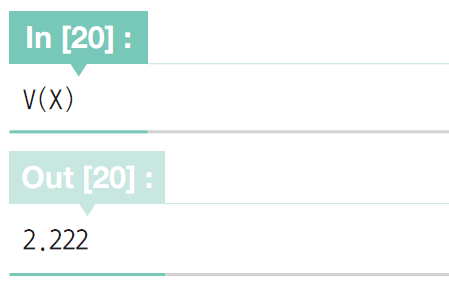 In [20] :
V(X)
Out [20] :
2.222